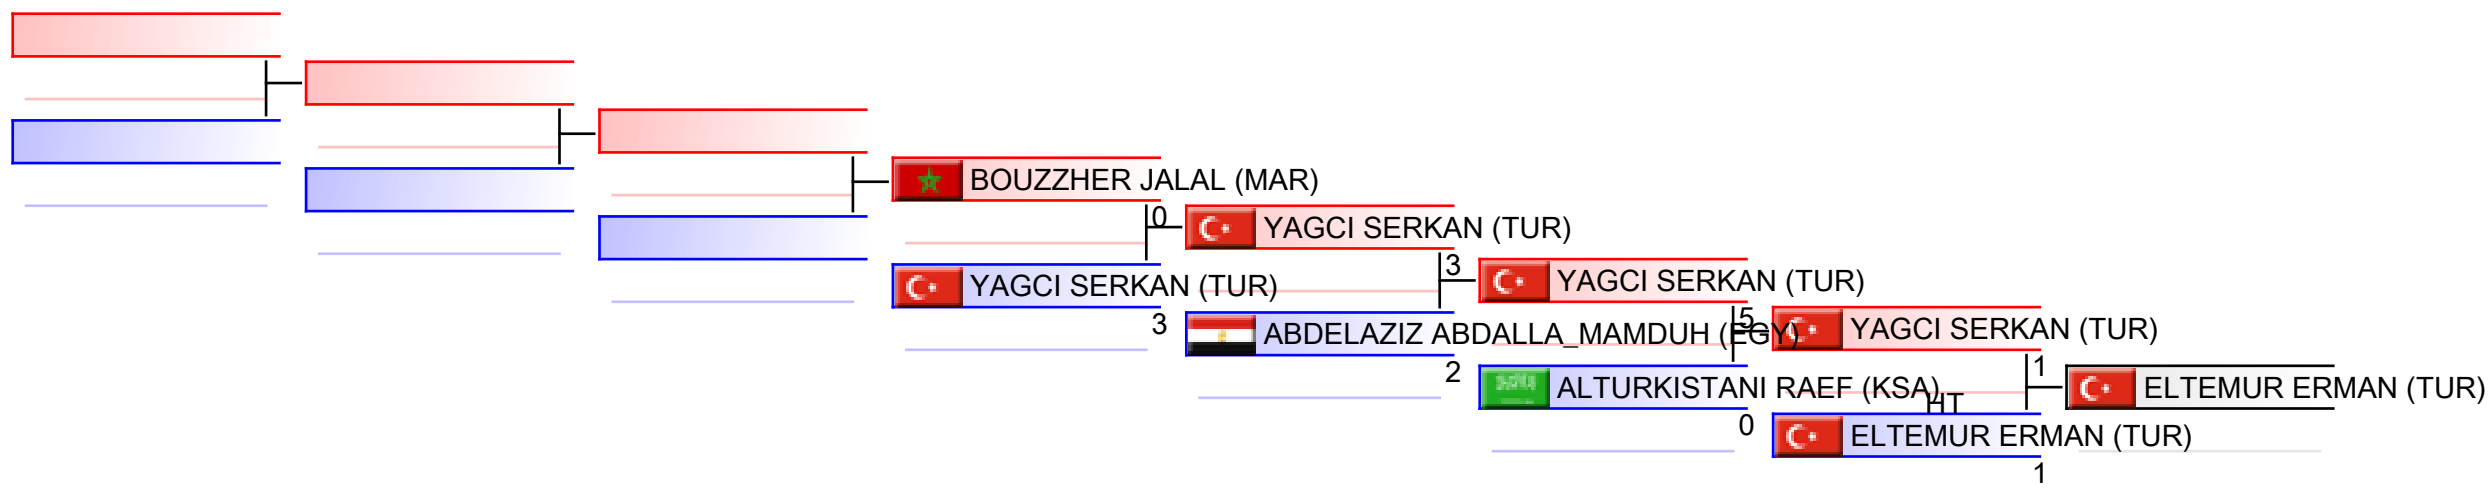 BOUZZHER JALAL (MAR)
0
YAGCI SERKAN (TUR)
YAGCI SERKAN (TUR)
3
3
YAGCI SERKAN (TUR)
ABDELAZIZ ABDALLA_MAMDUH (EGY)
2
5
YAGCI SERKAN (TUR)
ALTURKISTANI RAEF (KSA)
0
1
HT
ELTEMUR ERMAN (TUR)
ELTEMUR ERMAN (TUR)
1